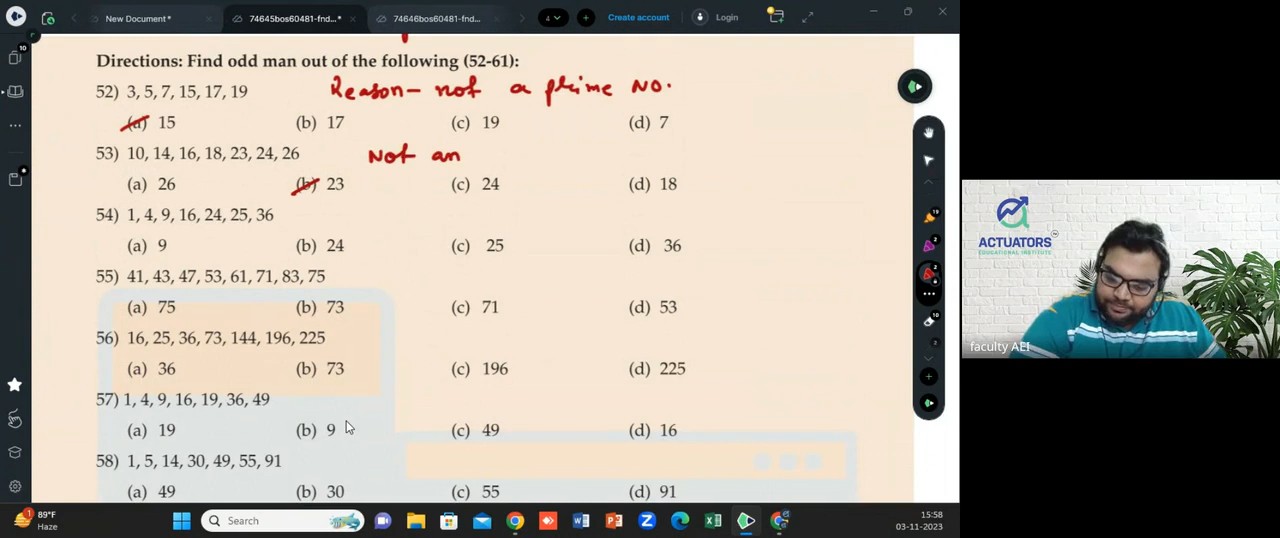 New Document*
74645bos60481-fnd...*
74646bos60481-fnd...
4
Create account
Login
Directions: Find odd man out of the following (52-61):
52) 3, 5, 7, 15, 17, 19
Reason- not a prime NO.
(a) 15 (b) 17 (c) 19 (d) 7
53) 10, 14, 16, 18, 23, 24, 26
Not an
(a) 26 (b) 23 (c) 24 (d) 18
54) 1, 4, 9, 16, 24, 25, 36
(a) 9 (b) 24 (c) 25 (d) 36
55) 41, 43, 47, 53, 61, 71, 83, 75
(a) 75 (b) 73 (c) 71 (d) 53
56) 16, 25, 36, 73, 144, 196, 225
(a) 36 (b) 73 (c) 196 (d) 225
57) 1, 4, 9, 16, 19, 36, 49
(a) 19 (b) 9 (c) 49 (d) 16
58) 1, 5, 14, 30, 49, 55, 91
(a) 49 (b) 30 (c) 55 (d) 91
ACTUATORS
EDUCATIONAL INSTITUTE
faculty AEI
89°F
Haze
Search
15:58
03-11-2023